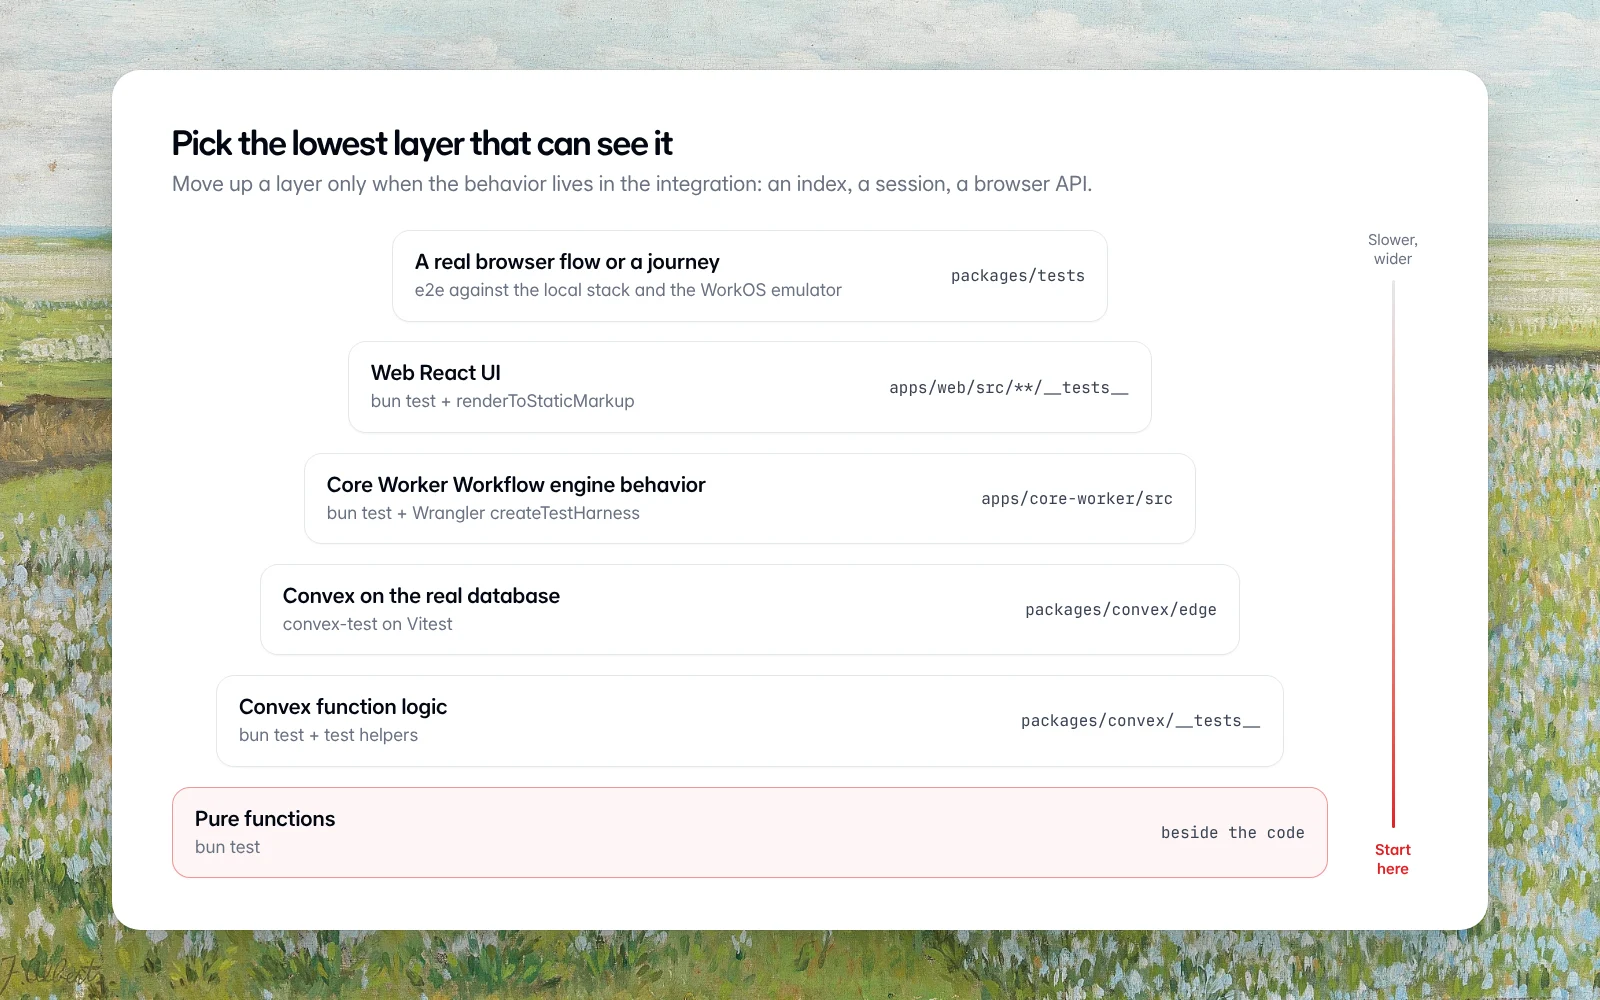 Pick the lowest layer that can see it
Move up a layer only when the behavior lives in the integration: an index, a session, a browser API.
Slower,
wider
A real browser flow or a journey
e2e against the local stack and the WorkOS emulator
packages/tests
Web React UI
bun test + renderToStaticMarkup
apps/web/src/**/__tests__
Core Worker Workflow engine behavior
bun test + Wrangler createTestHarness
apps/core-worker/src
Convex on the real database
convex-test on Vitest
packages/convex/edge
Convex function logic
bun test + test helpers
packages/convex/__tests__
Pure functions
bun test
beside the code
Start
here